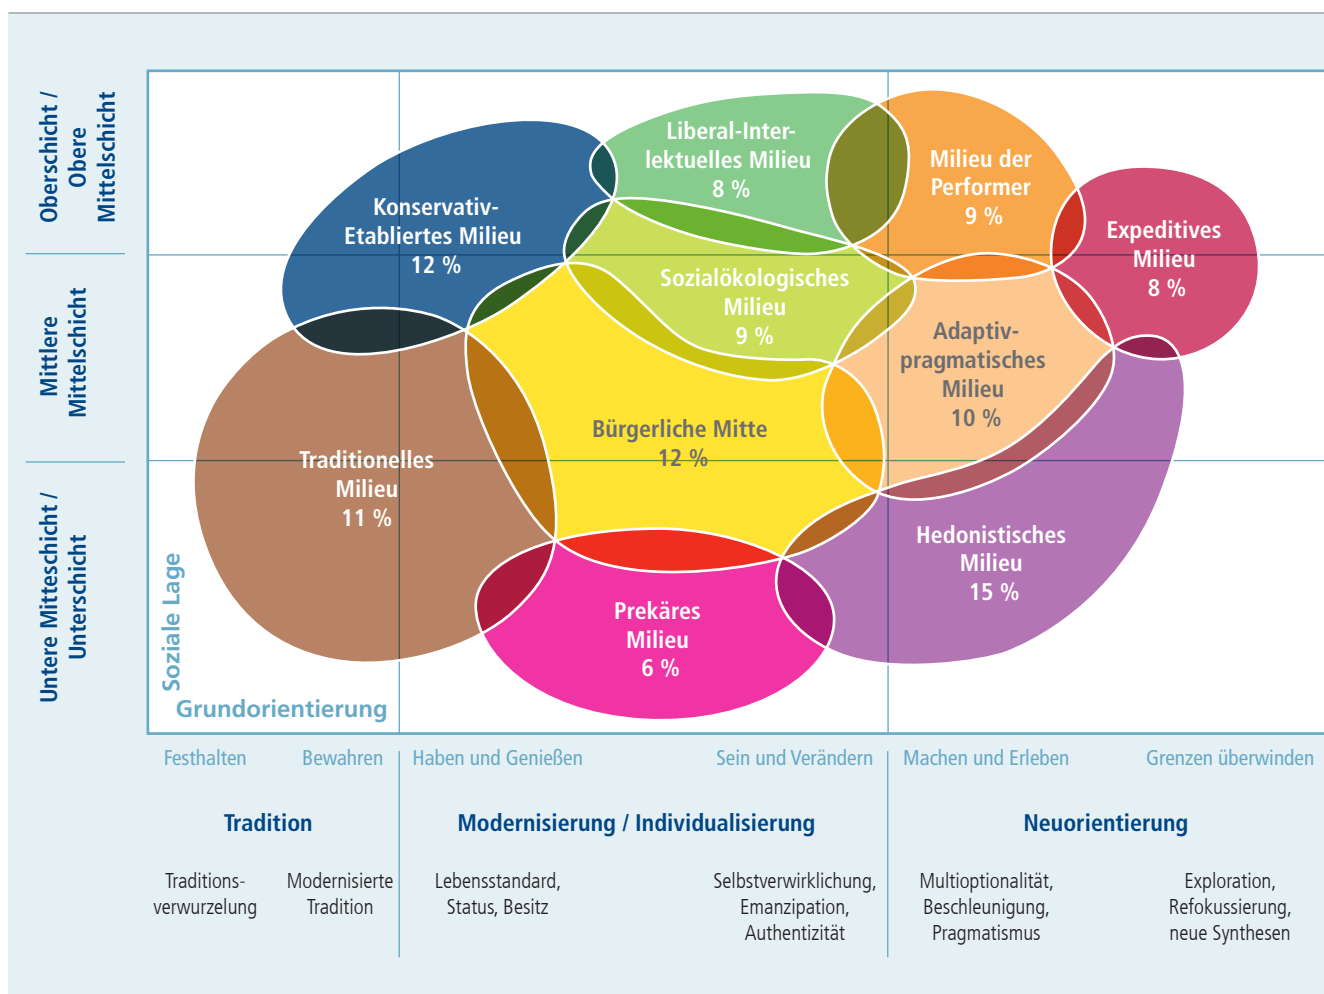 Oberschicht /
Obere
Mittelschicht
Mittlere
Mittelschicht
Untere Mitteschicht /
Unterschicht
Soziale Lage
Grundorientierung
Konservativ-
Etabliertes Milieu
12 %
Liberal-Inter-
lektuelles Milieu
8 %
Milieu der
Performer
9 %
Expeditives
Milieu
8 %
Sozialökologisches
Milieu
9 %
Adaptiv-
pragmatisches
Milieu
10 %
Bürgerliche Mitte
12 %
Traditionelles
Milieu
11 %
Hedonistisches
Milieu
15 %
Prekäres
Milieu
6 %
Festhalten
Bewahren
Haben und Genießen
Sein und Verändern
Machen und Erleben
Grenzen überwinden
Tradition
Modernisierung / Individualisierung
Neuorientierung
Traditions-
verwurzelung
Modernisierte
Tradition
Lebensstandard,
Status, Besitz
Selbstverwirklichung,
Emanzipation,
Authentizität
Multioptionalität,
Beschleunigung,
Pragmatismus
Exploration,
Refokussierung,
neue Synthesen